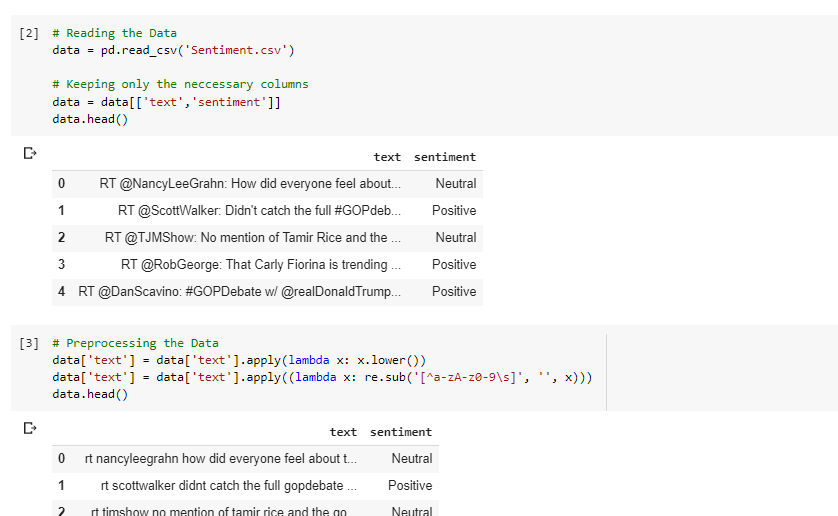 [2] # Reading the Data
data = pd.read_csv('Sentiment.csv')
# Keeping only the neccessary columns
data = data[['text','sentiment']]
data.head()
text sentiment
0 RT @NancyLeeGrahn: How did everyone feel about... Neutral
1 RT @ScottWalker: Didn't catch the full #GOPdeb... Positive
2 RT @TJMShow: No mention of Tamir Rice and the ... Neutral
3 RT @RobGeorge: That Carly Fiorina is trending ... Positive
4 RT @DanScavino: #GOPDebate w/ @realDonaldTrump... Positive
[3] # Preprocessing the Data
data['text'] = data['text'].apply(lambda x: x.lower())
data['text'] = data['text'].apply((lambda x: re.sub('[^a-zA-z0-9\s]', '', x)))
data.head()
text sentiment
0 rt nancyleegrahn how did everyone feel about t... Neutral
1 rt scottwalker didnt catch the full gopdebate ... Positive
2 rt tjmshow no mention of tamir rice and the go Neutral